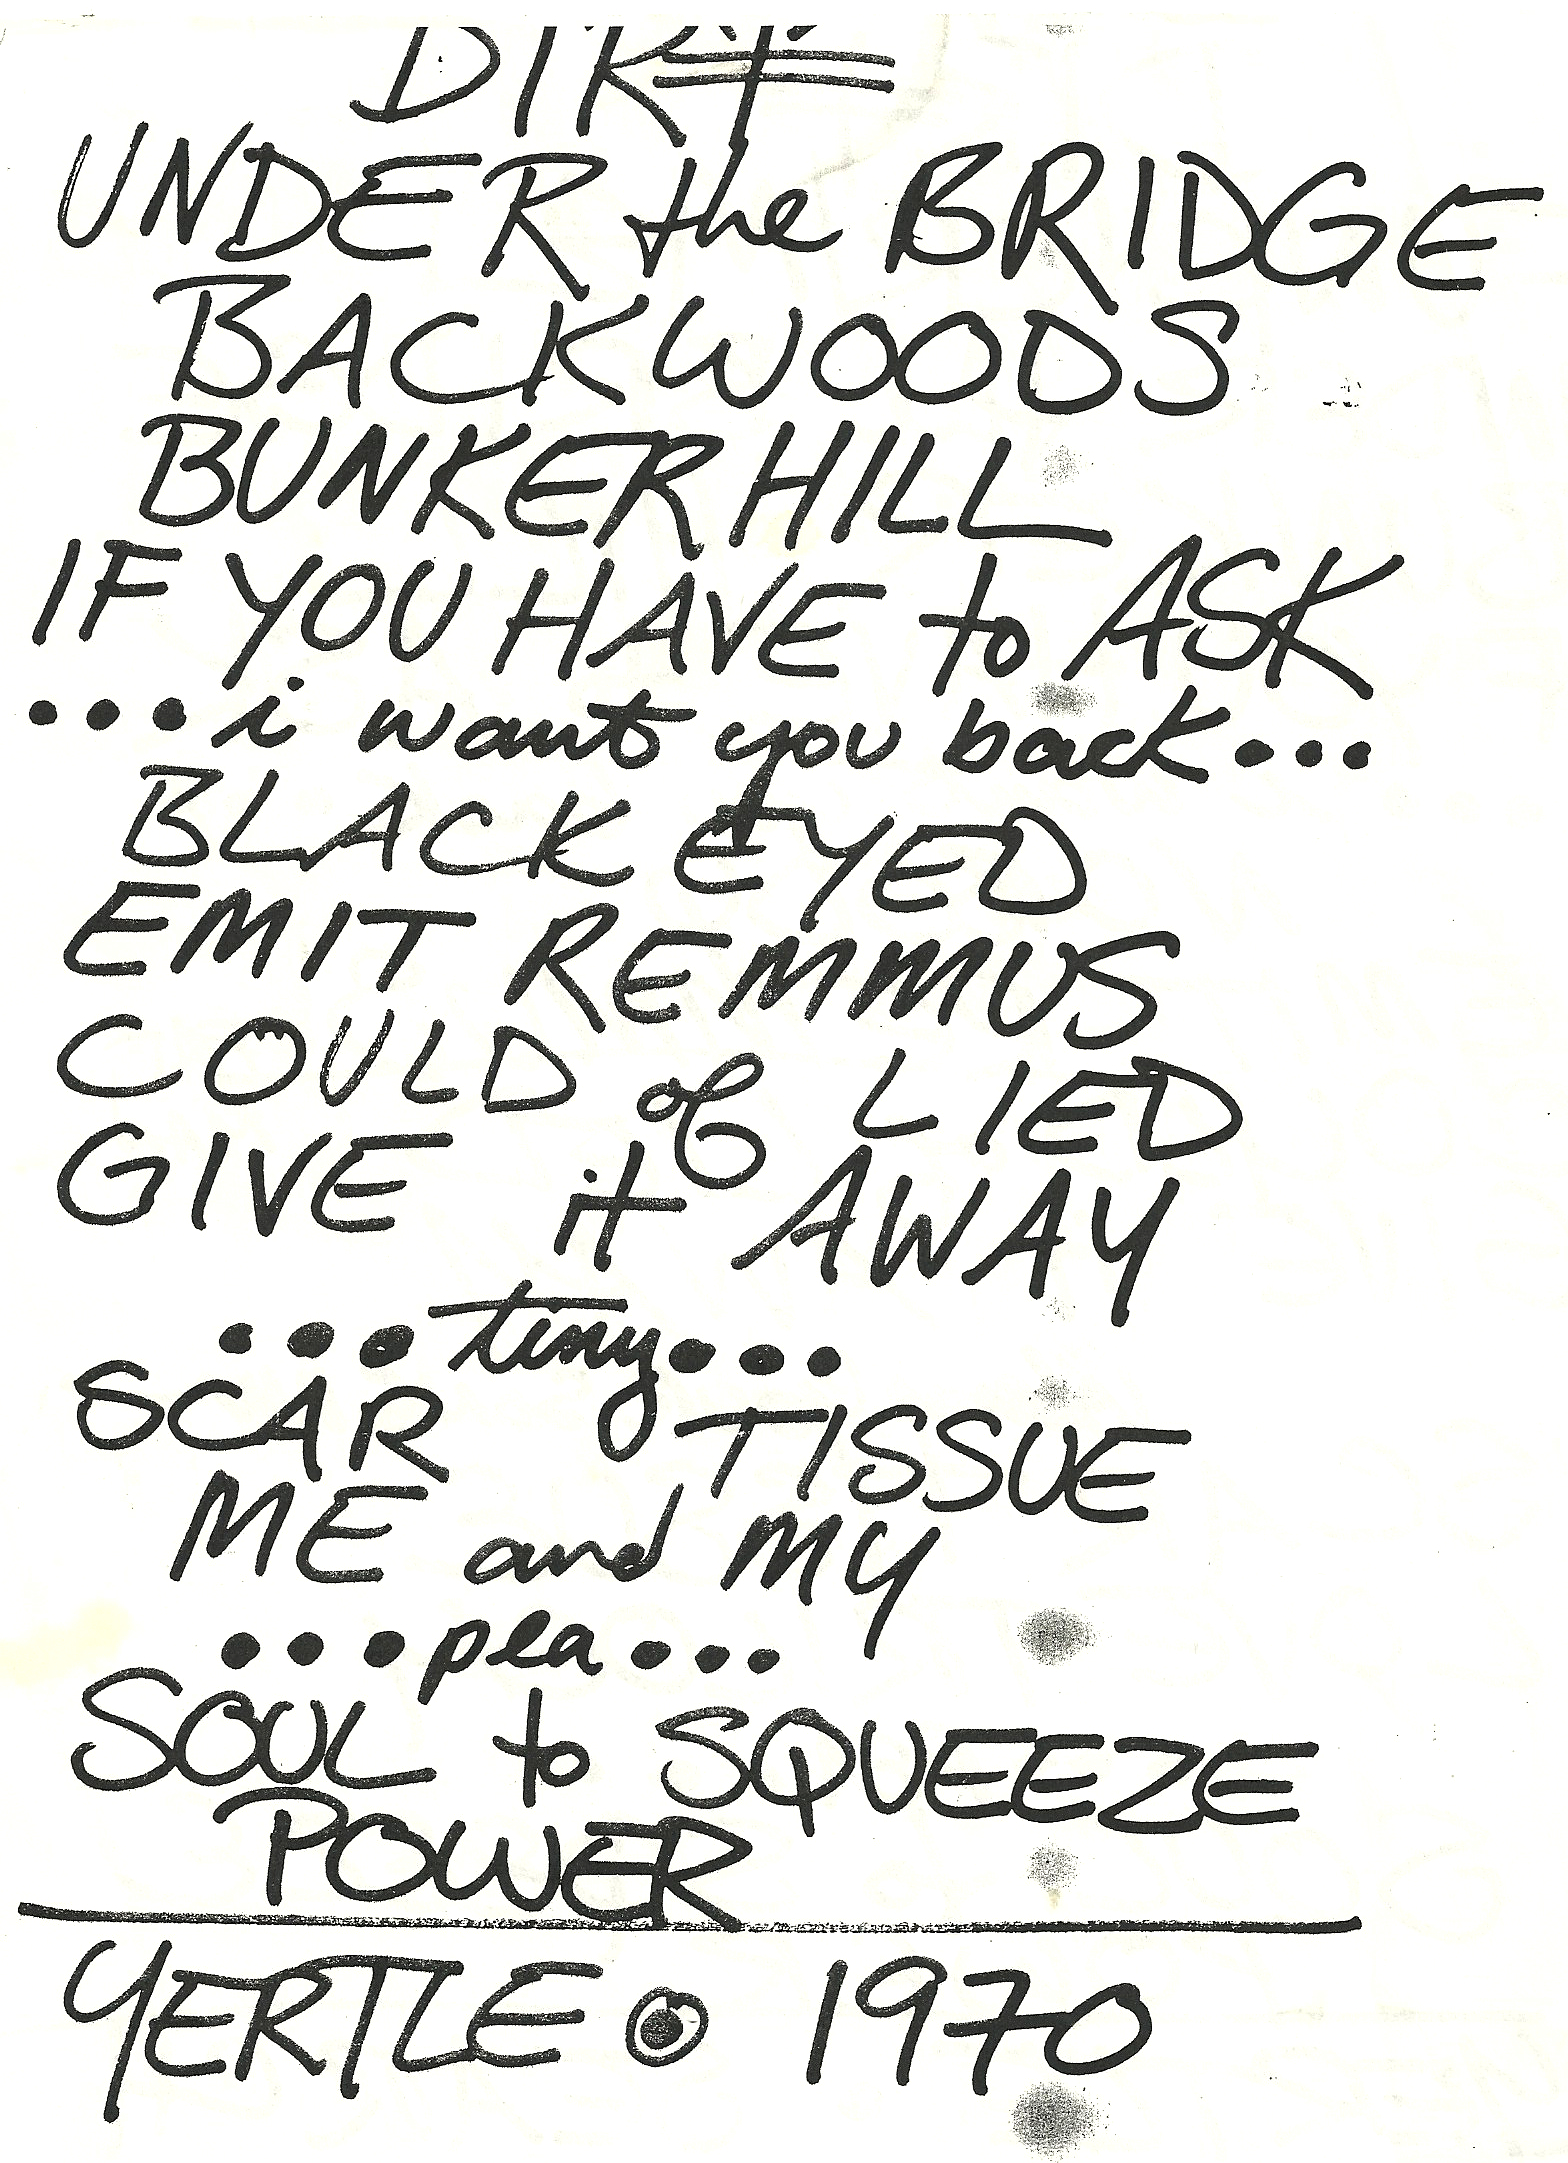 DIRT
UNDER the BRIDGE
BACKWOODS
BUNKER HILL
IF YOU HAVE to ASK
...i want you back...
BLACK EYED
EMIT REMMUS
COULD of LIED
GIVE it AWAY
...tiny...
SCAR TISSUE
ME and MY
...pea...
SOUL to SQUEEZE
POWER
YERTLE 1970